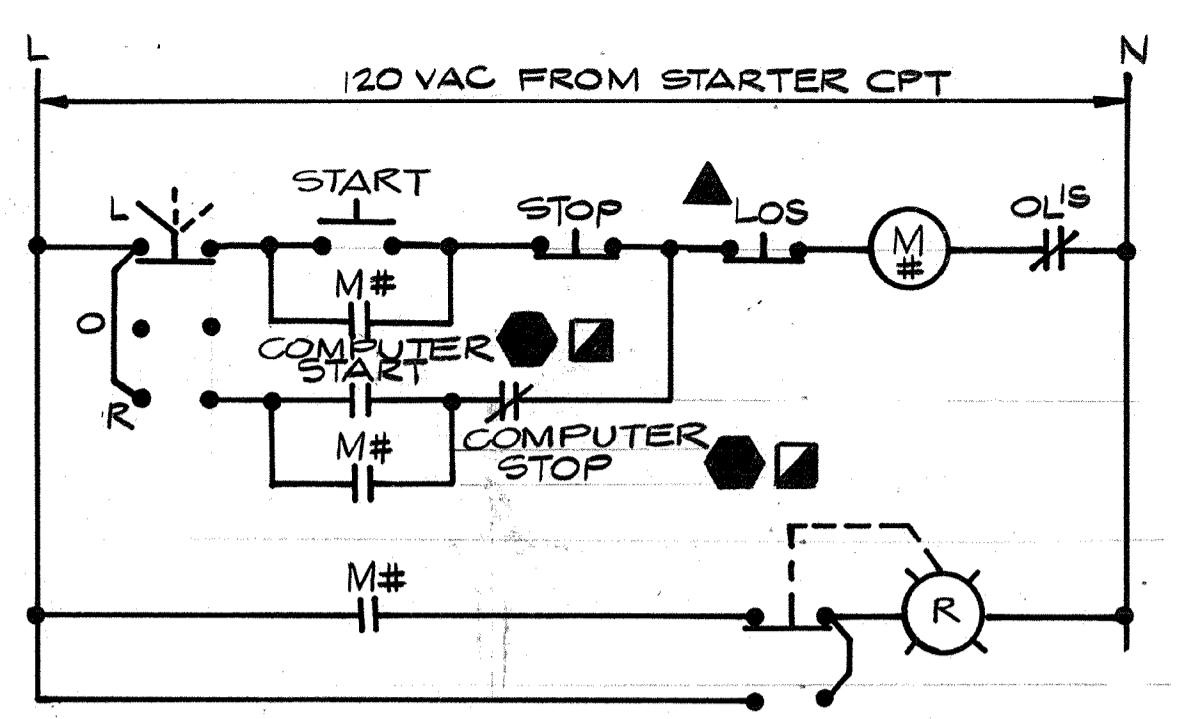 L
N
120 VAC FROM STARTER CPT
START
L
STOP
LOS
OL'S
M
#
M#
O
COMPUTER
START
R
M#
COMPUTER
STOP
M#
R